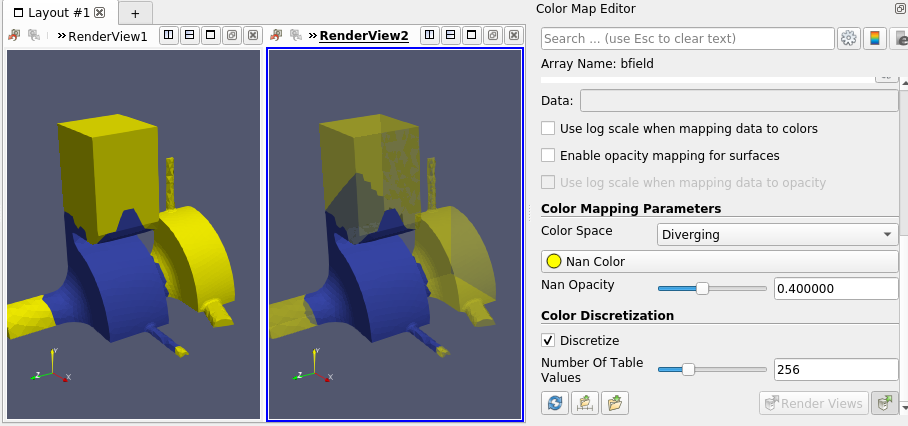 Layout #1
+
RenderView1
RenderView2
Y
Z
X
Y
Z
X
Color Map Editor
Search ... (use Esc to clear text)
Array Name: bfield
Data:
Use log scale when mapping data to colors
Enable opacity mapping for surfaces
Use log scale when mapping data to opacity
Color Mapping Parameters
Color Space
Diverging
Nan Color
Nan Opacity
0.400000
Color Discretization
Discretize
Number Of Table
Values
256
Render Views